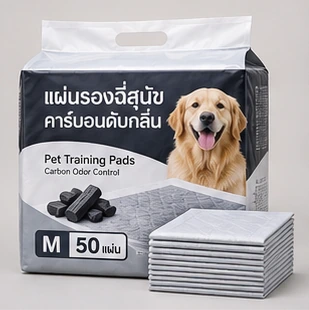 แผ่นรองฉี่สุนัข
คาร์บอนดับกลิ่น
Pet Training Pads
Carbon Odor Control
M 50 แผ่น